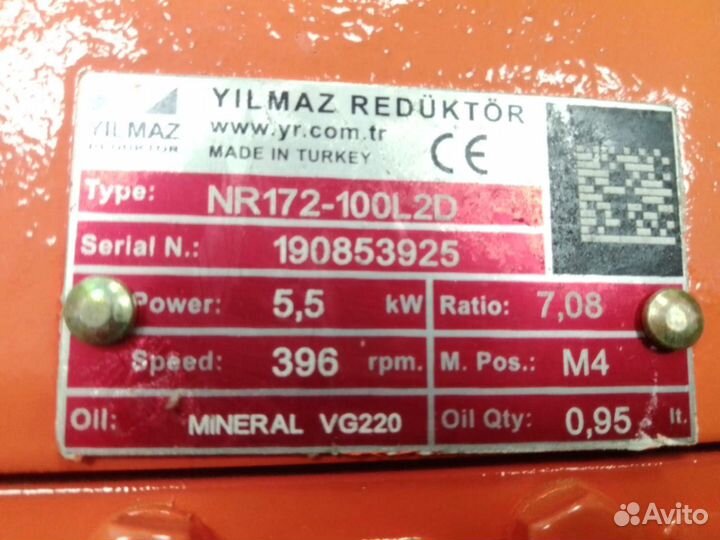 YILMAZ REDÜKTÖR
YILMAZ
REDÜKTÖR
www.yr.com.tr
MADE IN TURKEY
CE
Type: NR172-100L2D
Serial N.: 190853925
Power: 5,5 kW Ratio: 7,08
Speed: 396 rpm. M. Pos.: M4
Oil: MINERAL VG220 Oil Qty: 0,95 lt.
Avito